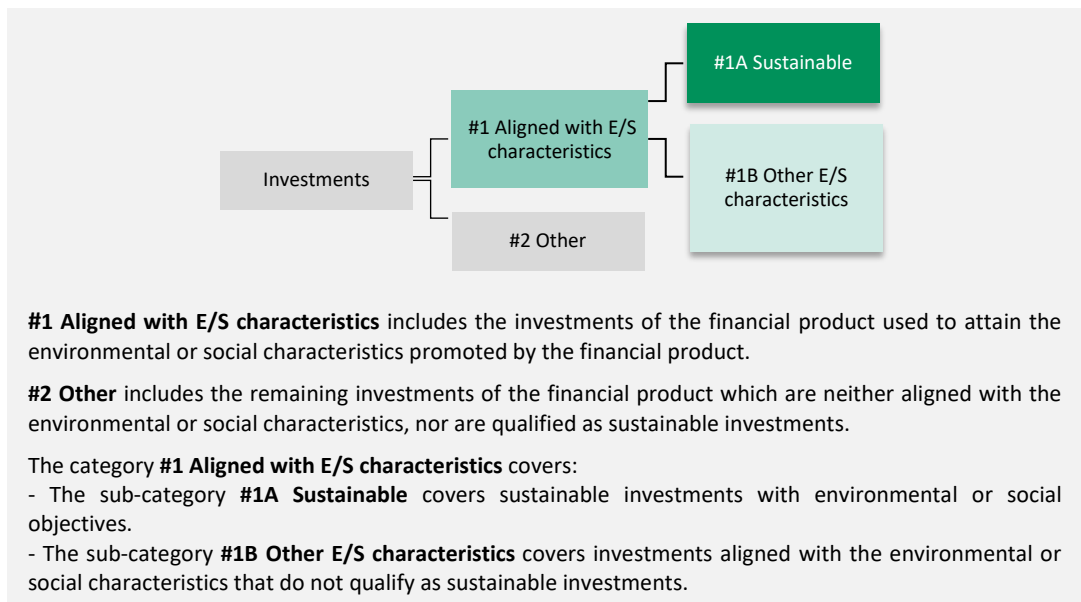 #1A Sustainable
#1 Aligned with E/S
characteristics
#1B Other E/S
characteristics
Investments
#2 Other
#1 Aligned with E/S characteristics includes the investments of the financial product used to attain the
environmental or social characteristics promoted by the financial product.
#2 Other includes the remaining investments of the financial product which are neither aligned with the
environmental or social characteristics, nor are qualified as sustainable investments.
The category #1 Aligned with E/S characteristics covers:
- The sub-category #1A Sustainable covers sustainable investments with environmental or social
objectives.
- The sub-category #1B Other E/S characteristics covers investments aligned with the environmental or
social characteristics that do not qualify as sustainable investments.